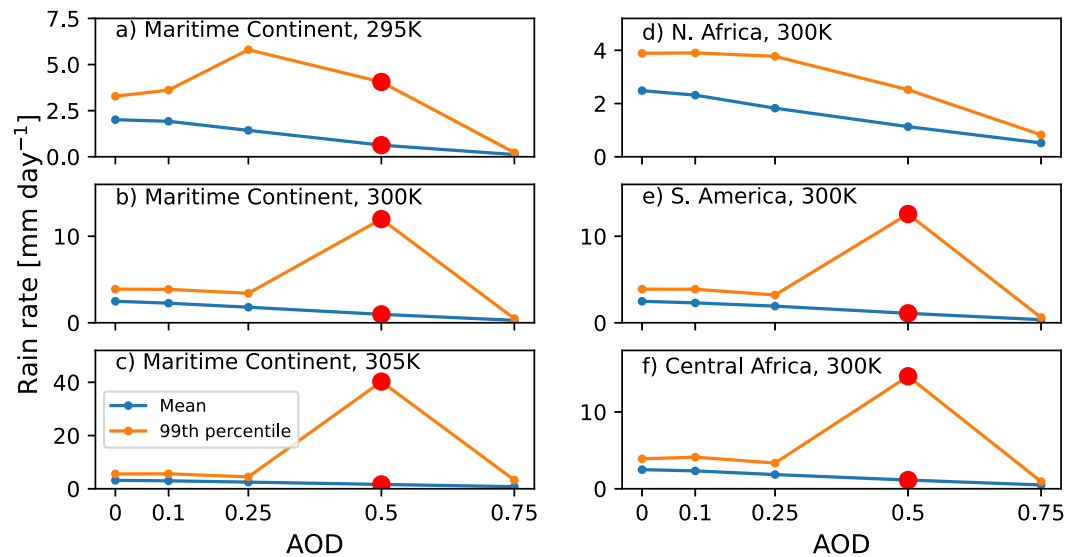 Rain rate [mm day⁻¹]
a) Maritime Continent, 295K
7.5
5.0
2.5
0.0
b) Maritime Continent, 300K
10
0
c) Maritime Continent, 305K
40
20
0
Mean
99th percentile
0 0.1 0.25 0.5 0.75
AOD
d) N. Africa, 300K
4
2
0
e) S. America, 300K
10
0
f) Central Africa, 300K
10
0
0 0.1 0.25 0.5 0.75
AOD